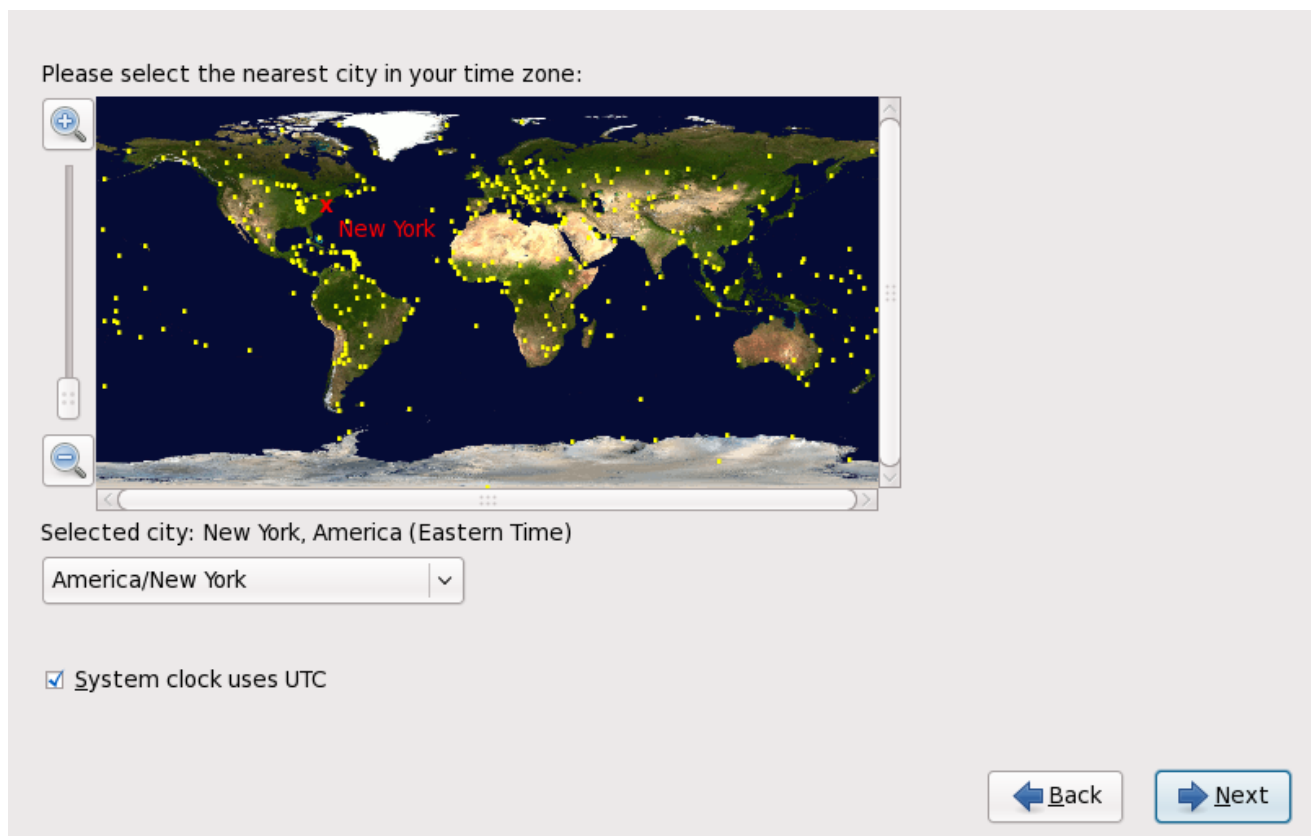 Please select the nearest city in your time zone:
x
New York
Selected city: New York, America (Eastern Time)
America/New York
System clock uses UTC
Back
Next